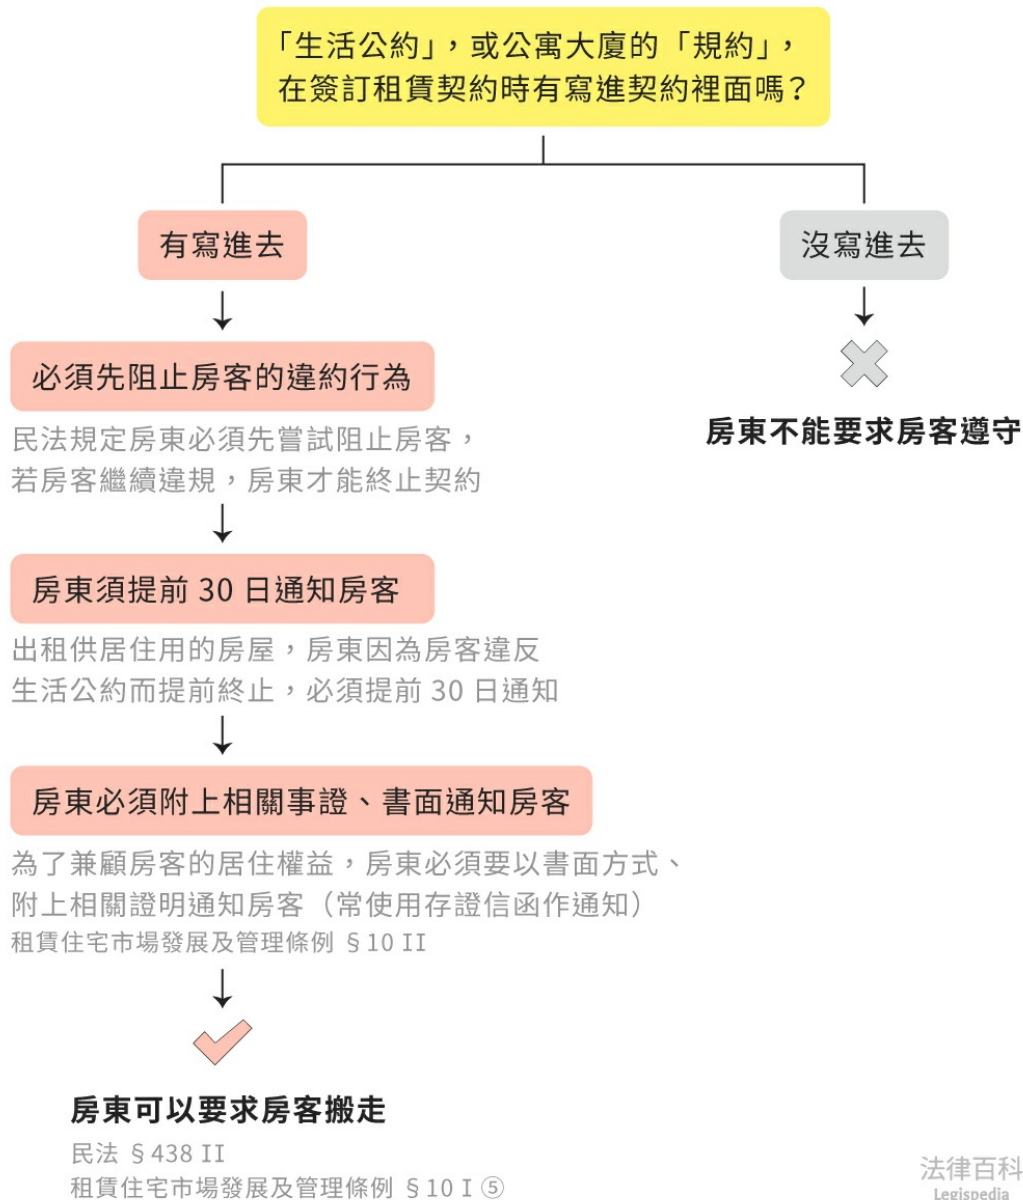 「生活公約」，或公寓大廈的「規約」，
在簽訂租賃契約時有寫進契約裡面嗎？
有寫進去
沒寫進去
必須先阻止房客的違約行為
民法規定房東必須先嘗試阻止房客，
若房客繼續違規，房東才能終止契約
房東不能要求房客遵守
房東須提前 30 日通知房客
出租供居住用的房屋，房東因為房客違反
生活公約而提前終止，必須提前 30 日通知
房東必須附上相關事證、書面通知房客
為了兼顧房客的居住權益，房東必須要以書面方式、
附上相關證明通知房客（常使用存證信函作通知）
租賃住宅市場發展及管理條例 §10 II
房東可以要求房客搬走
民法 §438 II
租賃住宅市場發展及管理條例 §10 I ⑤
法律百科
Legispedia